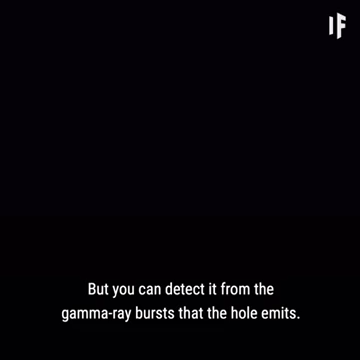 IF
But you can detect it from the
gamma-ray bursts that the hole emits.